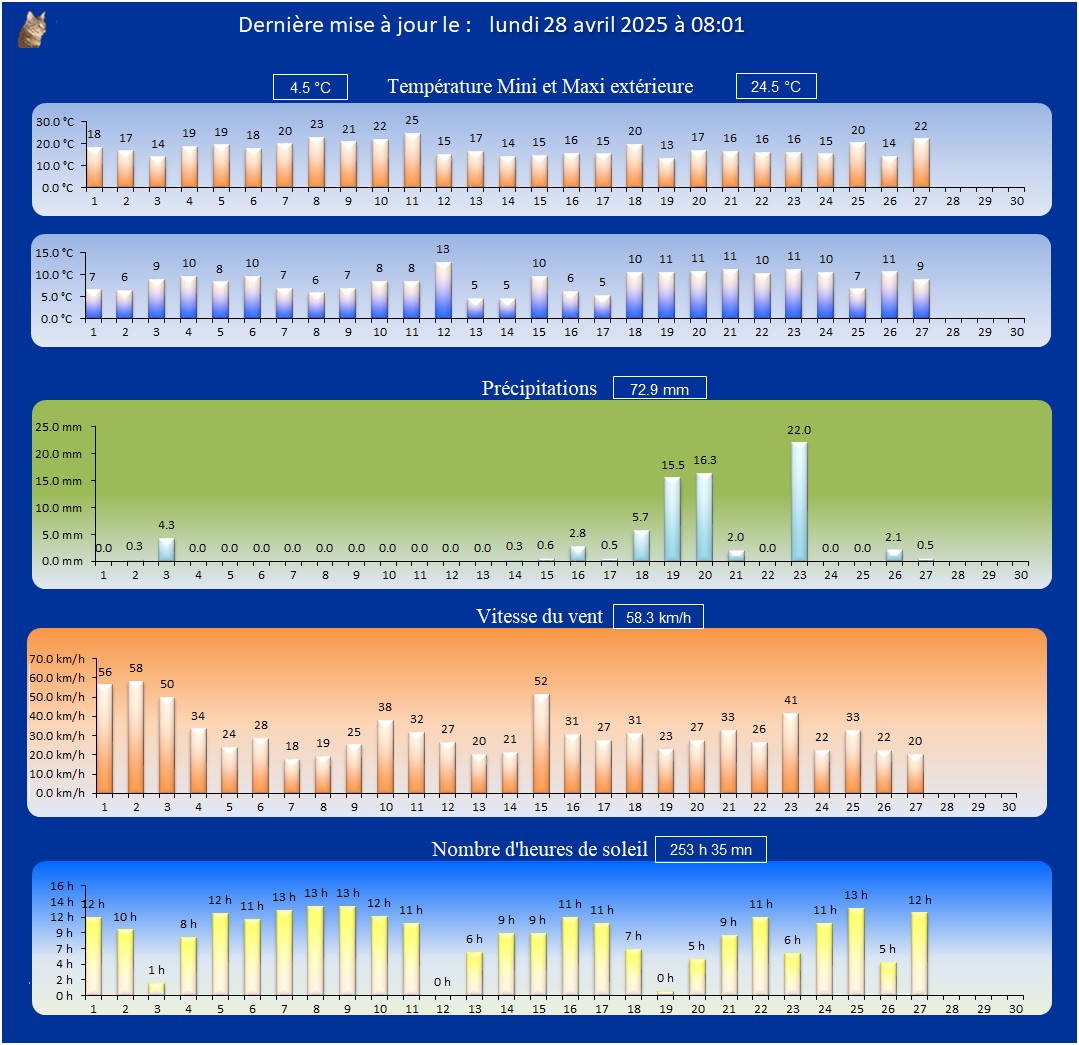 Dernière mise à jour le : lundi 28 avril 2025 à 08:01
4.5 °C Température Mini et Maxi extérieure 24.5 °C
30.0 °C
20.0 °C
10.0 °C
0.0 °C
18 17 14 19 19 18 20 23 21 22 25 15 17 14 15 16 15 20 13 17 16 16 16 15 20 14 22
1 2 3 4 5 6 7 8 9 10 11 12 13 14 15 16 17 18 19 20 21 22 23 24 25 26 27 28 29 30
15.0 °C
10.0 °C
5.0 °C
0.0 °C
7 6 9 10 8 10 7 6 7 8 8 13 5 5 10 6 5 10 11 11 11 10 11 10 7 11 9
1 2 3 4 5 6 7 8 9 10 11 12 13 14 15 16 17 18 19 20 21 22 23 24 25 26 27 28 29 30
Précipitations 72.9 mm
25.0 mm
20.0 mm
15.0 mm
10.0 mm
5.0 mm
0.0 mm
0.0 0.3 4.3 0.0 0.0 0.0 0.0 0.0 0.0 0.0 0.0 0.0 0.0 0.3 0.6 2.8 0.5 5.7 15.5 16.3 2.0 0.0 22.0 0.0 0.0 2.1 0.5
1 2 3 4 5 6 7 8 9 10 11 12 13 14 15 16 17 18 19 20 21 22 23 24 25 26 27 28 29 30
Vitesse du vent 58.3 km/h
70.0 km/h
60.0 km/h
50.0 km/h
40.0 km/h
30.0 km/h
20.0 km/h
10.0 km/h
0.0 km/h
56 58 50 34 24 28 18 19 25 38 32 27 20 21 52 31 27 31 23 27 33 26 41 22 33 22 20
1 2 3 4 5 6 7 8 9 10 11 12 13 14 15 16 17 18 19 20 21 22 23 24 25 26 27 28 29 30
Nombre d'heures de soleil 253 h 35 mn
16 h
14 h
12 h
9 h
7 h
4 h
2 h
0 h
12 h 10 h 1 h 8 h 12 h 11 h 13 h 13 h 13 h 12 h 11 h 0 h 6 h 9 h 9 h 11 h 11 h 7 h 0 h 5 h 9 h 11 h 6 h 11 h 13 h 5 h 12 h
1 2 3 4 5 6 7 8 9 10 11 12 13 14 15 16 17 18 19 20 21 22 23 24 25 26 27 28 29 30